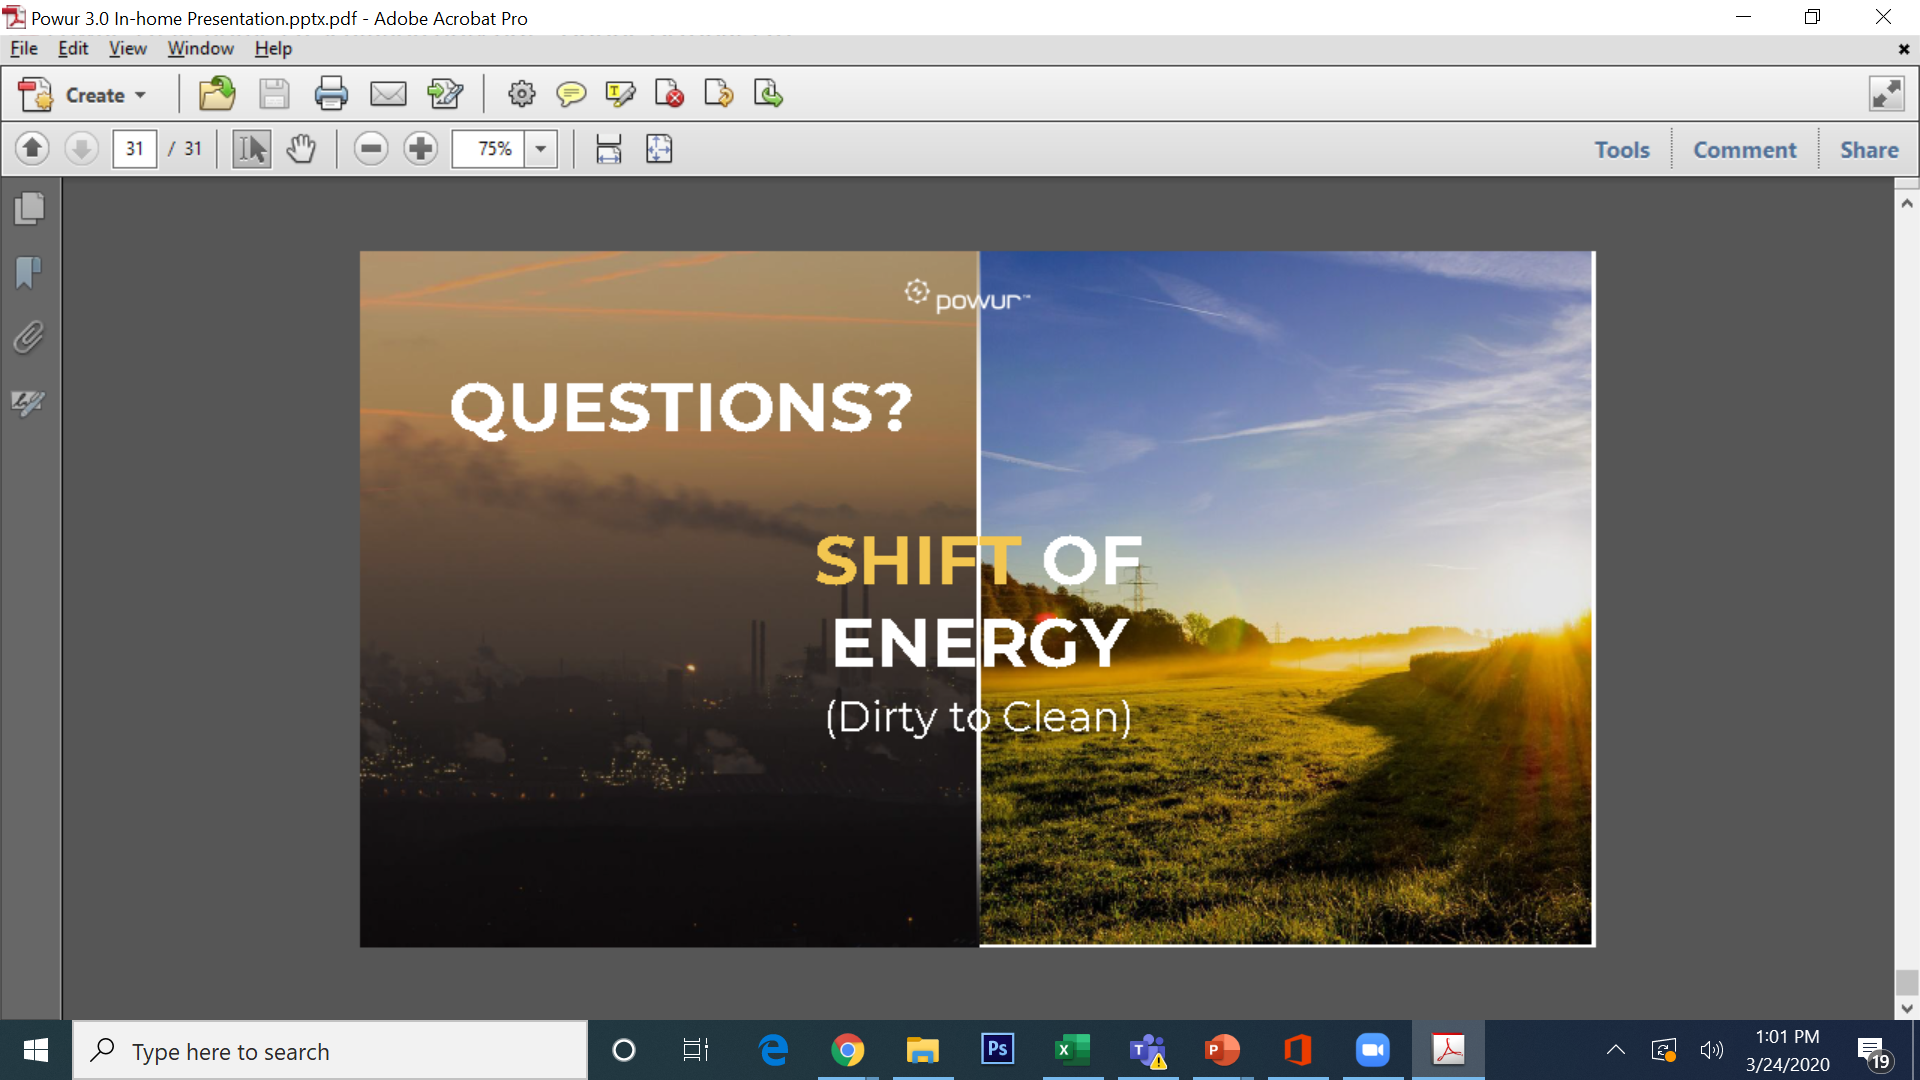 Powur 3.0 In-home Presentation.pptx.pdf - Adobe Acrobat Pro
File Edit View Window Help
Create
31 / 31 75% Tools Comment Share
powur™
QUESTIONS?
SHIFT OF
ENERGY
(Dirty to Clean)
Type here to search
Ps
1:01 PM
3/24/2020
19